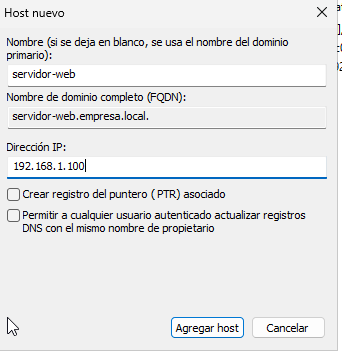 Host nuevo
Nombre (si se deja en blanco, se usa el nombre del dominio
primario):
servidor-web
Nombre de dominio completo (FQDN):
servidor-web.empresa.local.
Dirección IP:
192.168.1.100
Crear registro del puntero (PTR) asociado
Permitir a cualquier usuario autenticado actualizar registros
DNS con el mismo nombre de propietario
Agregar host
Cancelar